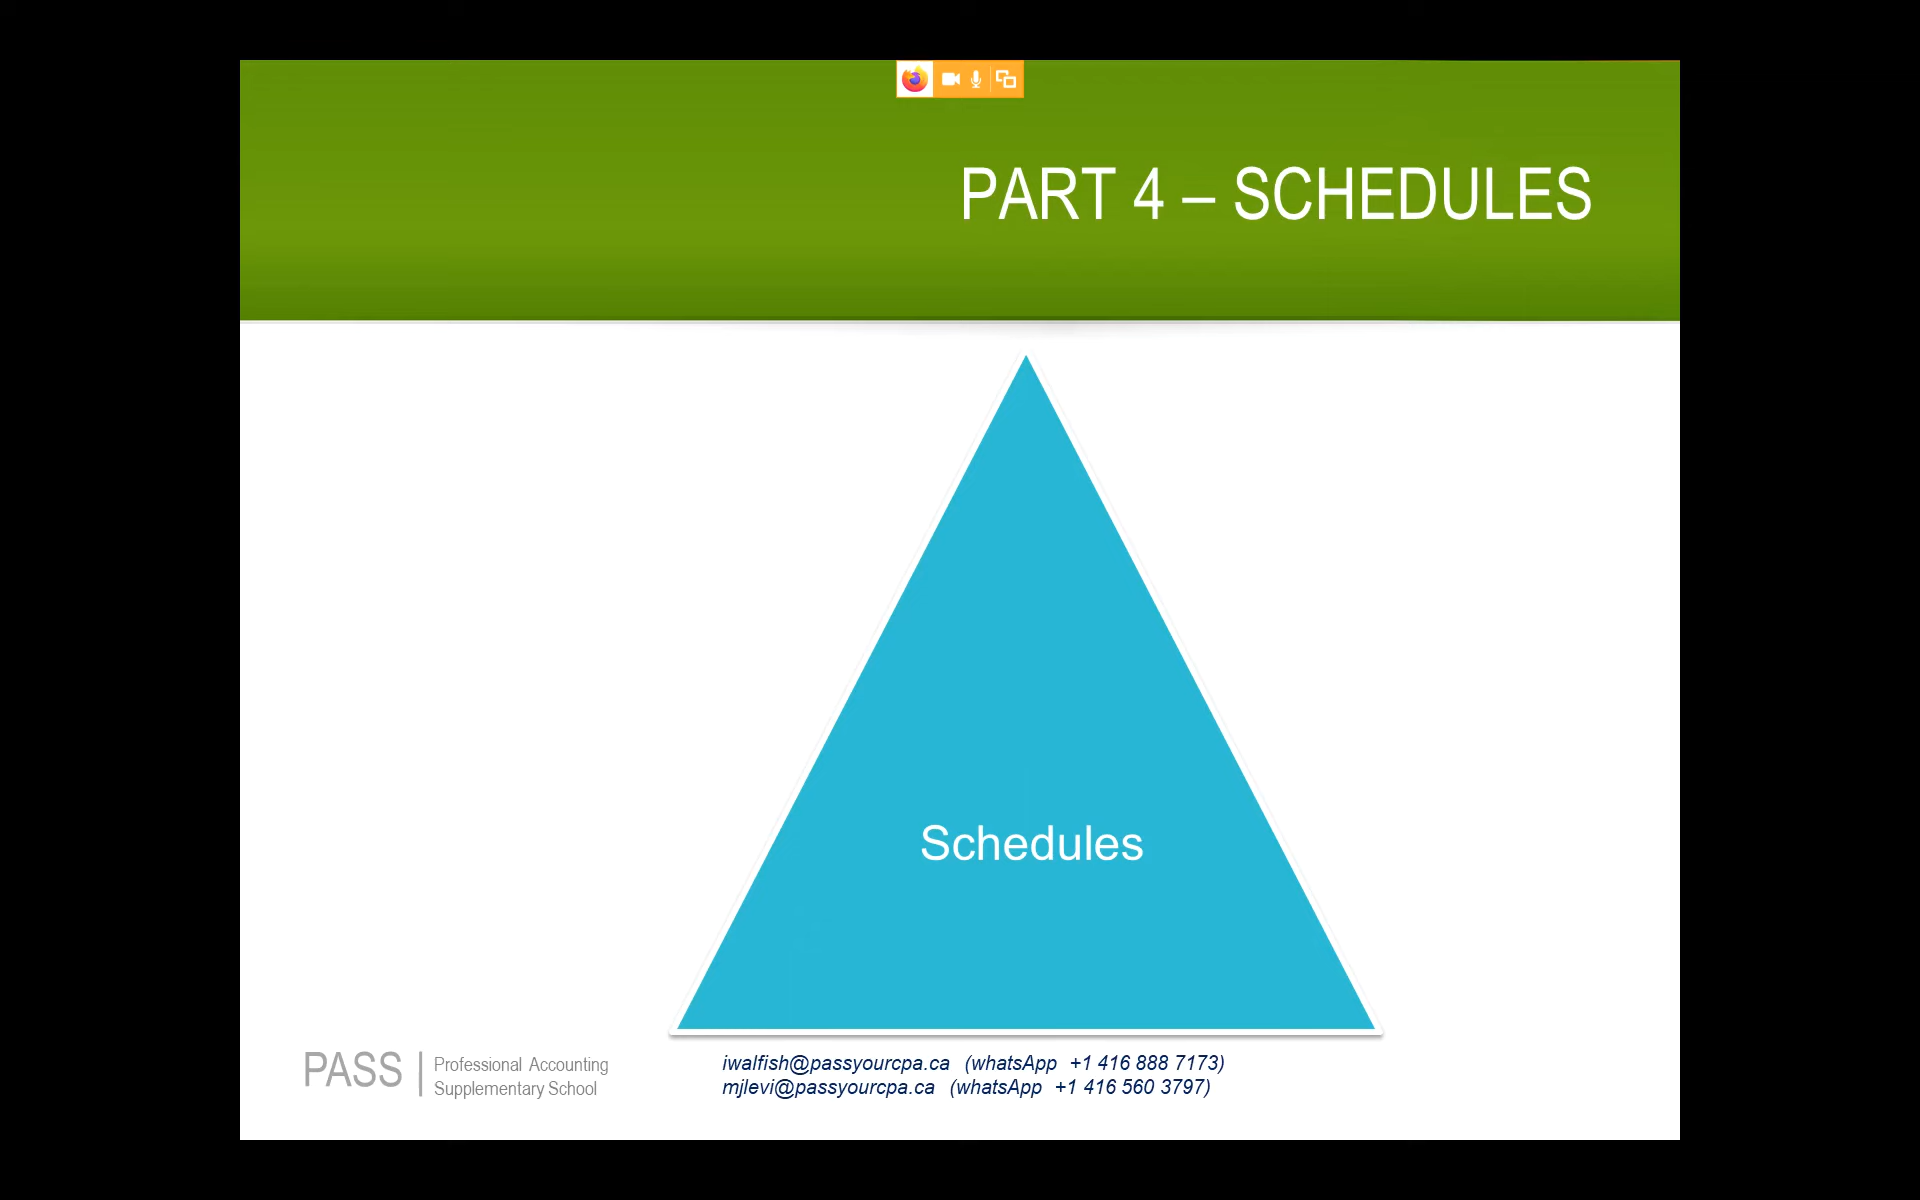 PART 4 – SCHEDULES
Schedules
PASS
Professional Accounting
Supplementary School
iwalfish@passyourcpa.ca (whatsApp +1 416 888 7173)
mjlevi@passyourcpa.ca (whatsApp +1 416 560 3797)